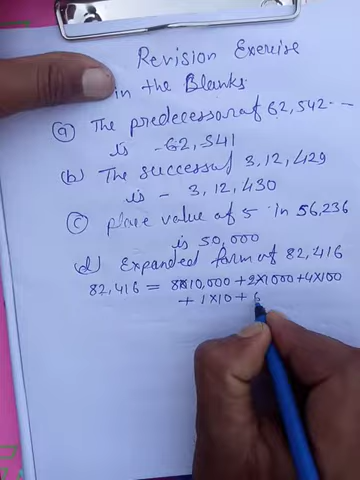 Revision Exercise
in the Blanks
(a) The predecessor of 62,542 --
is - 62,541
(b) The successof 3,12,429
is - 3,12,430
(c) place value of 5 in 56,236
is 50,000
(d) Expanded form of 82,416
82,416 = 8×10,000 + 2×1000 + 4×100
+ 1×10 + 6